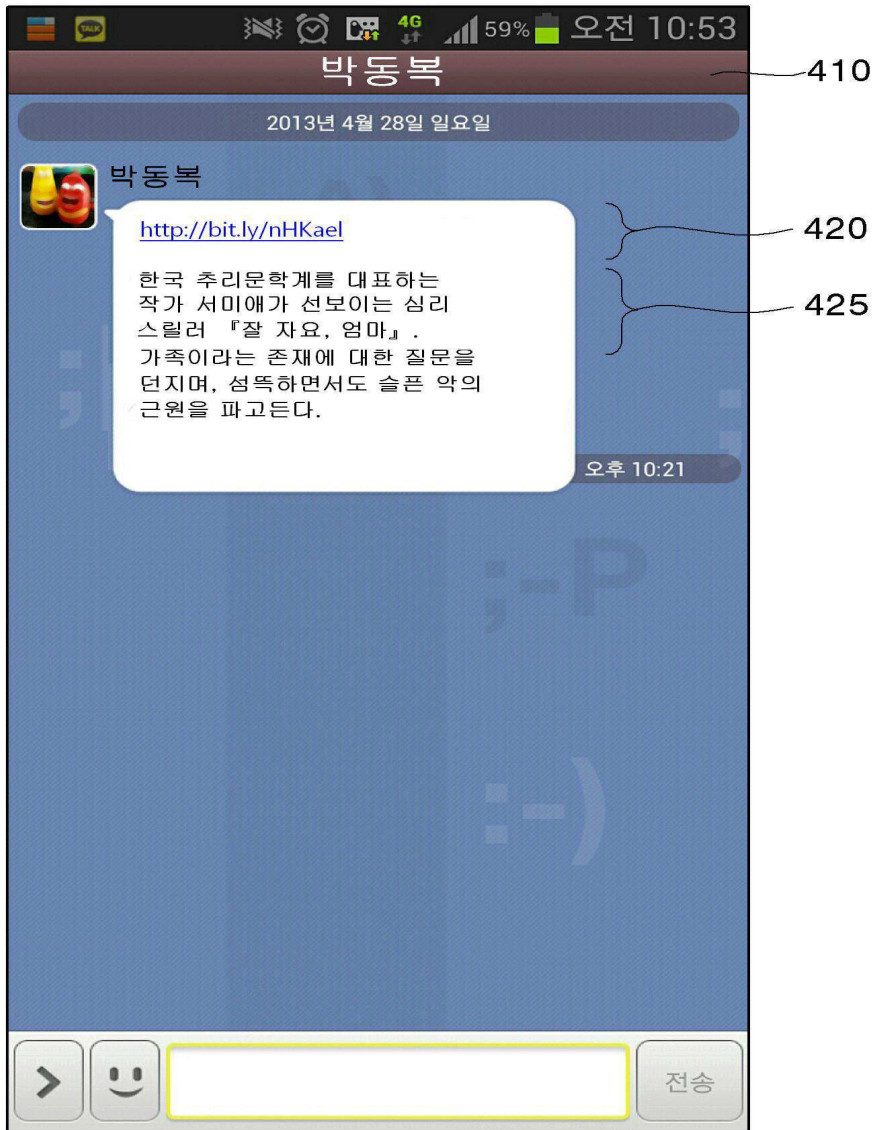 TALK 4G 59% 오전 10:53
박동복
410
2013년 4월 28일 일요일
박동복
http://bit.ly/nHKael
420
한국 추리문학계를 대표하는
작가 서미애가 선보이는 심리
425
스릴러 『잘 자요, 엄마』.
가족이라는 존재에 대한 질문을
던지며, 섬뜩하면서도 슬픈 악의
근원을 파고든다.
오후 10:21
;-P
:-)
전송